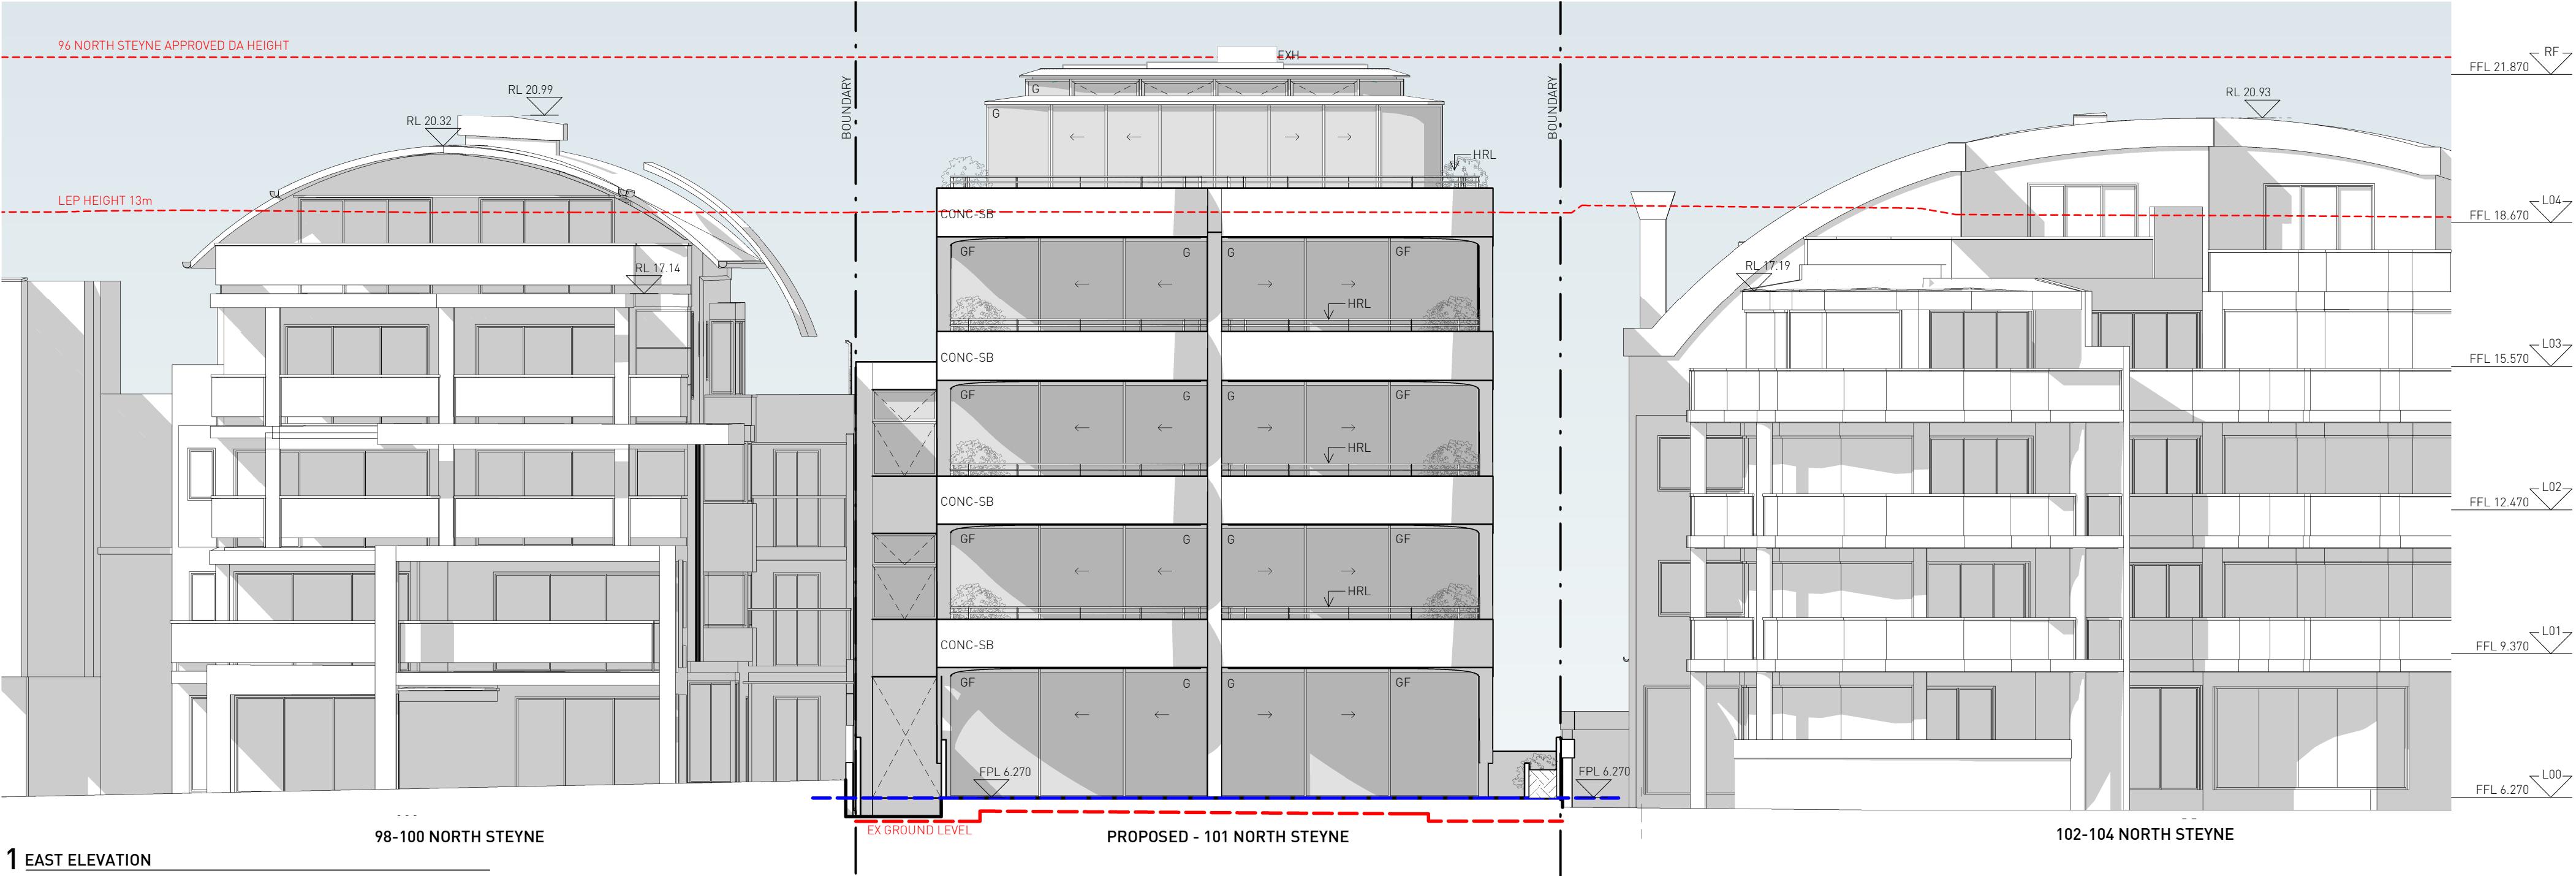 96 NORTH STEYNE APPROVED DA HEIGHT
EXH
RF
FFL 21.870
BOUNDARY
BOUNDARY
RL 20.99
RL 20.32
G
G
RL 20.93
HRL
LEP HEIGHT 13m
CONC-SB
L04
FFL 18.670
GF
G
G
GF
RL 17.14
RL 17.19
HRL
CONC-SB
L03
FFL 15.570
GF
G
G
GF
HRL
CONC-SB
L02
FFL 12.470
GF
G
G
GF
HRL
CONC-SB
L01
FFL 9.370
GF
G
G
GF
FPL 6.270
FPL 6.270
L00
FFL 6.270
EX GROUND LEVEL
98-100 NORTH STEYNE
PROPOSED - 101 NORTH STEYNE
102-104 NORTH STEYNE
1 EAST ELEVATION